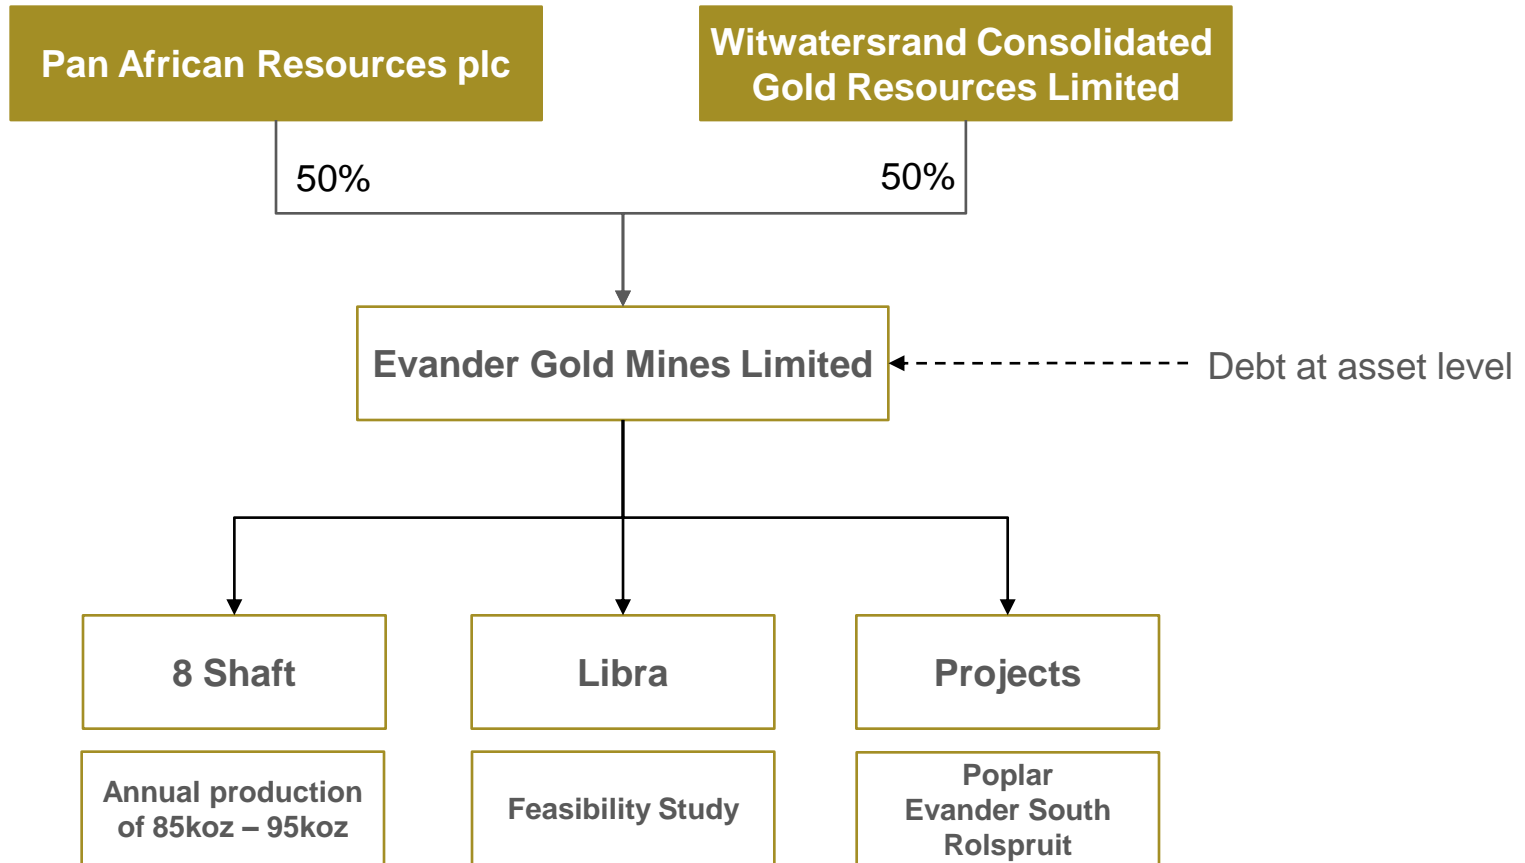 Pan African Resources plc
Witwatersrand Consolidated
Gold Resources Limited
50%
50%
Evander Gold Mines Limited
Debt at asset level
8 Shaft
Libra
Projects
Annual production
of 85koz – 95koz
Feasibility Study
Poplar
Evander South
Rolspruit